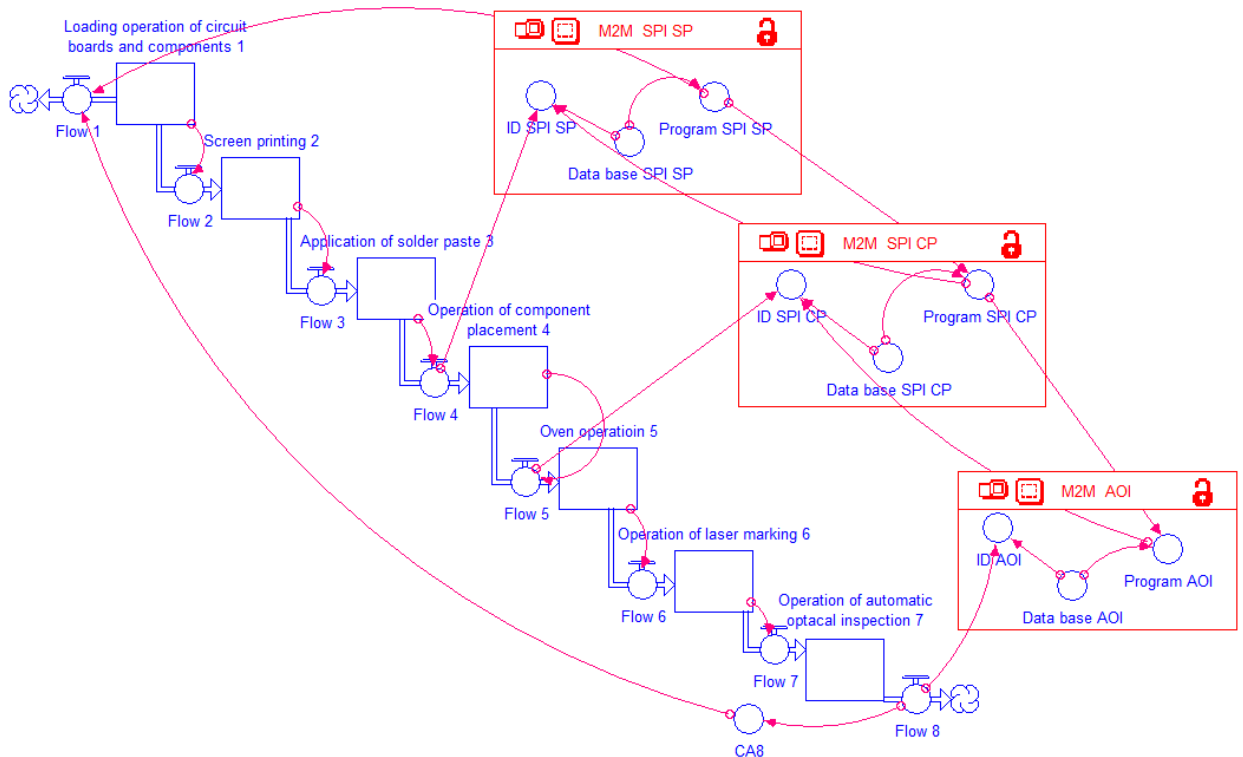 Loading operation of circuit
boards and components 1
Flow 1
Screen printing 2
Flow 2
Application of solder paste 3
Flow 3
Operation of component
placement 4
Flow 4
Oven operatioin 5
Flow 5
Operation of laser marking 6
Flow 6
Operation of automatic
optacal inspection 7
Flow 7
Flow 8
CA8
M2M SPI SP
ID SPI SP
Program SPI SP
Data base SPI SP
M2M SPI CP
ID SPI CP
Program SPI CP
Data base SPI CP
M2M AOI
ID AOI
Program AOI
Data base AOI